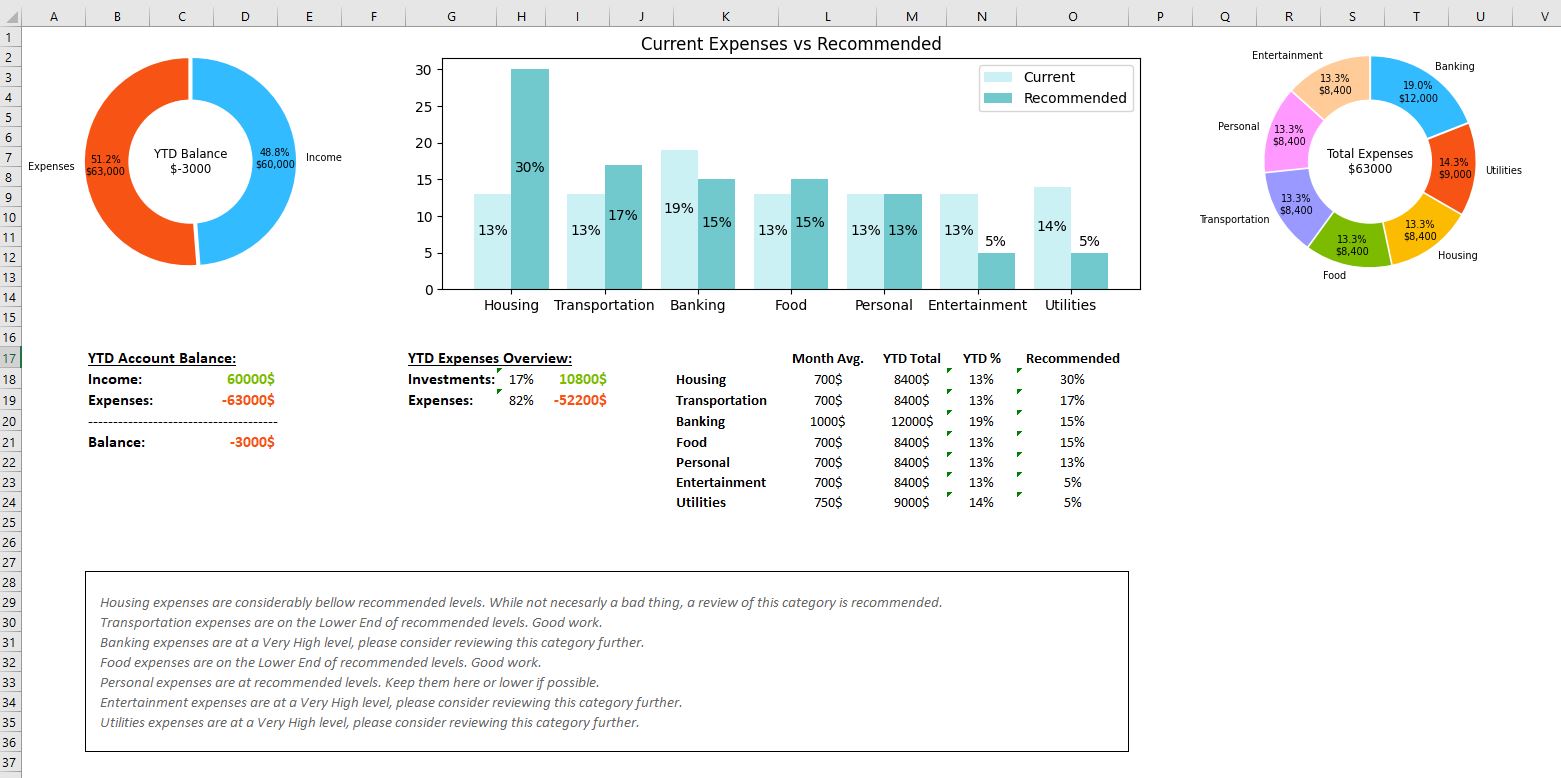 A B C D E F G H I J K L M N O P Q R S T U V
1
2
3
4
5
6
7
8
9
10
11
12
13
14
15
16
17
18
19
20
21
22
23
24
25
26
27
28
29
30
31
32
33
34
35
36
37
Expenses
51.2%
$63,000
YTD Balance
$-3000
48.8%
$60,000
Income
Current Expenses vs Recommended
Current
Recommended
30
25
20
15
10
5
0
13% 30% 13% 17% 19% 15% 13% 15% 13% 13% 13% 5% 14% 5%
Housing Transportation Banking Food Personal Entertainment Utilities
Entertainment
13.3%
$8,400
Banking
19.0%
$12,000
Personal
13.3%
$8,400
Total Expenses
$63000
Utilities
14.3%
$9,000
Transportation
13.3%
$8,400
Food
13.3%
$8,400
Housing
13.3%
$8,400
YTD Account Balance:
Income: 60000$
Expenses: -63000$
--------------------------------------
Balance: -3000$
YTD Expenses Overview:
Investments: 17% 10800$
Expenses: 82% -52200$
Month Avg. YTD Total YTD % Recommended
Housing 700$ 8400$ 13% 30%
Transportation 700$ 8400$ 13% 17%
Banking 1000$ 12000$ 19% 15%
Food 700$ 8400$ 13% 15%
Personal 700$ 8400$ 13% 13%
Entertainment 700$ 8400$ 13% 5%
Utilities 750$ 9000$ 14% 5%
Housing expenses are considerably bellow recommended levels. While not necesarly a bad thing, a review of this category is recommended.
Transportation expenses are on the Lower End of recommended levels. Good work.
Banking expenses are at a Very High level, please consider reviewing this category further.
Food expenses are on the Lower End of recommended levels. Good work.
Personal expenses are at recommended levels. Keep them here or lower if possible.
Entertainment expenses are at a Very High level, please consider reviewing this category further.
Utilities expenses are at a Very High level, please consider reviewing this category further.